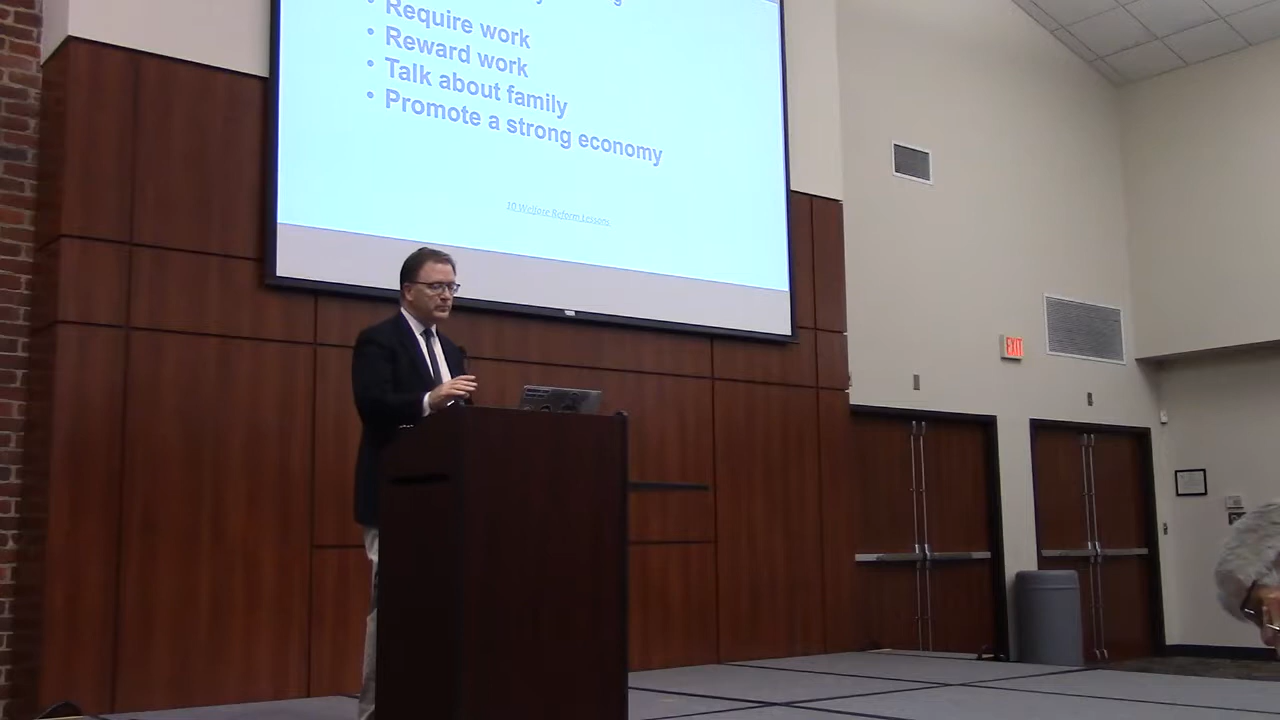 • Require work
• Reward work
• Talk about family
• Promote a strong economy
10 Welfare Reform Lessons
EXIT